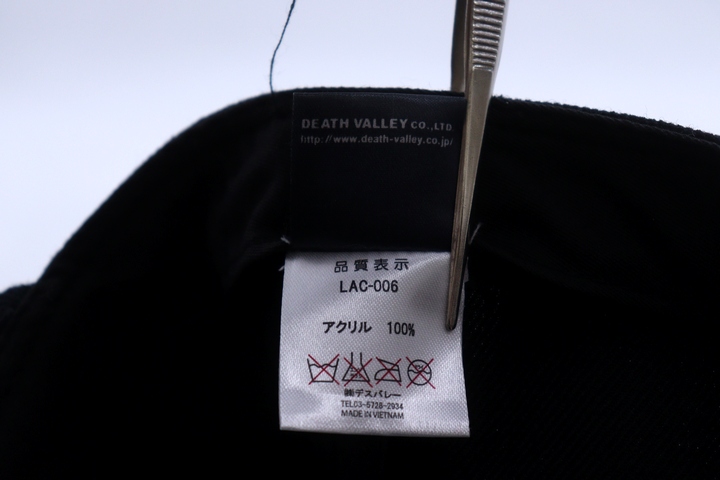 DEATH VALLEY CO.,LTD
http://www.death-valley.co.jp/
品質表示
LAC-006
アクリル 100%
㈱デスバレー
TEL03-5728-2934
MADE IN VIETNAM